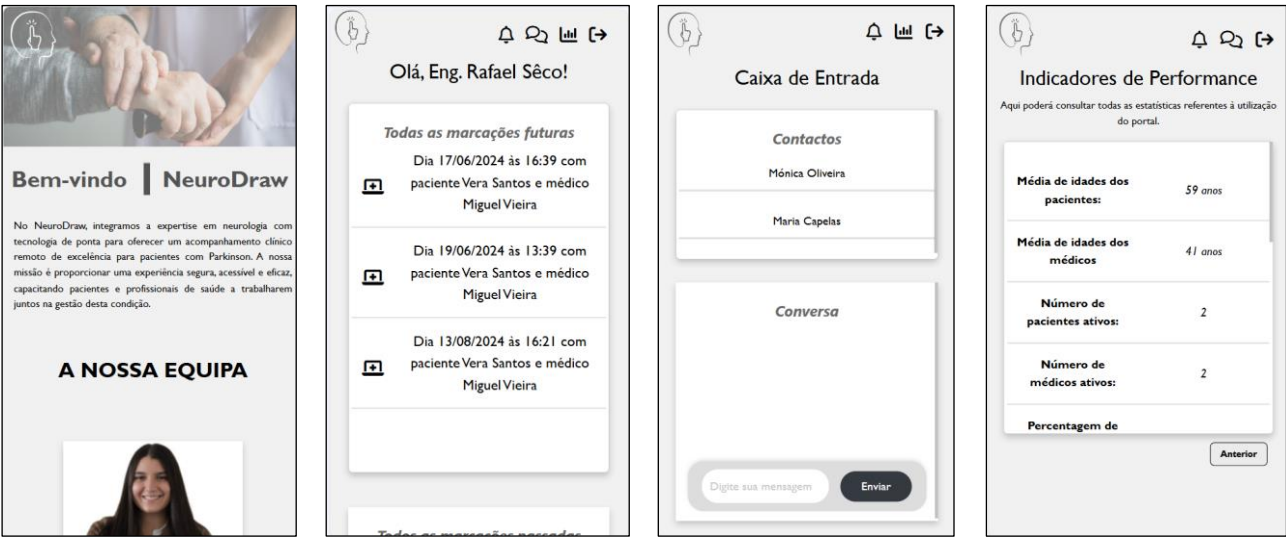 Bem-vindo NeuroDraw
No NeuroDraw, integramos a expertise em neurologia com
tecnologia de ponta para oferecer um acompanhamento clínico
remoto de excelência para pacientes com Parkinson. A nossa
missão é proporcionar uma experiência segura, acessível e eficaz,
capacitando pacientes e profissionais de saúde a trabalharem
juntos na gestão desta condição.
A NOSSA EQUIPA
Olá, Eng. Rafael Sêco!
Todas as marcações futuras
Dia 17/06/2024 às 16:39 com
paciente Vera Santos e médico
Miguel Vieira
Dia 19/06/2024 às 13:39 com
paciente Vera Santos e médico
Miguel Vieira
Dia 13/08/2024 às 16:21 com
paciente Vera Santos e médico
Miguel Vieira
Todas as marcações passadas
Caixa de Entrada
Contactos
Mónica Oliveira
Maria Capelas
Conversa
Digite sua mensagem
Enviar
Indicadores de Performance
Aqui poderá consultar todas as estatísticas referentes à utilização
do portal.
Média de idades dos
pacientes:
59 anos
Média de idades dos
médicos
41 anos
Número de
pacientes ativos:
2
Número de
médicos ativos:
2
Percentagem de
Anterior